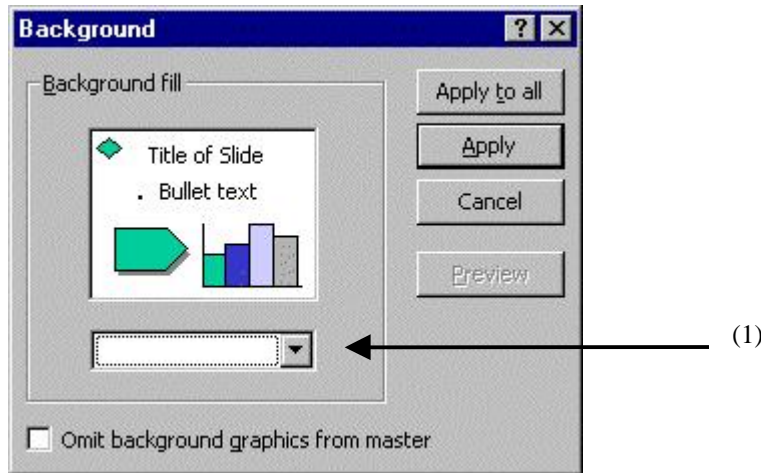 Background
Background fill
Title of Slide
. Bullet text
Apply to all
Apply
Cancel
Preview
(1)
Omit background graphics from master